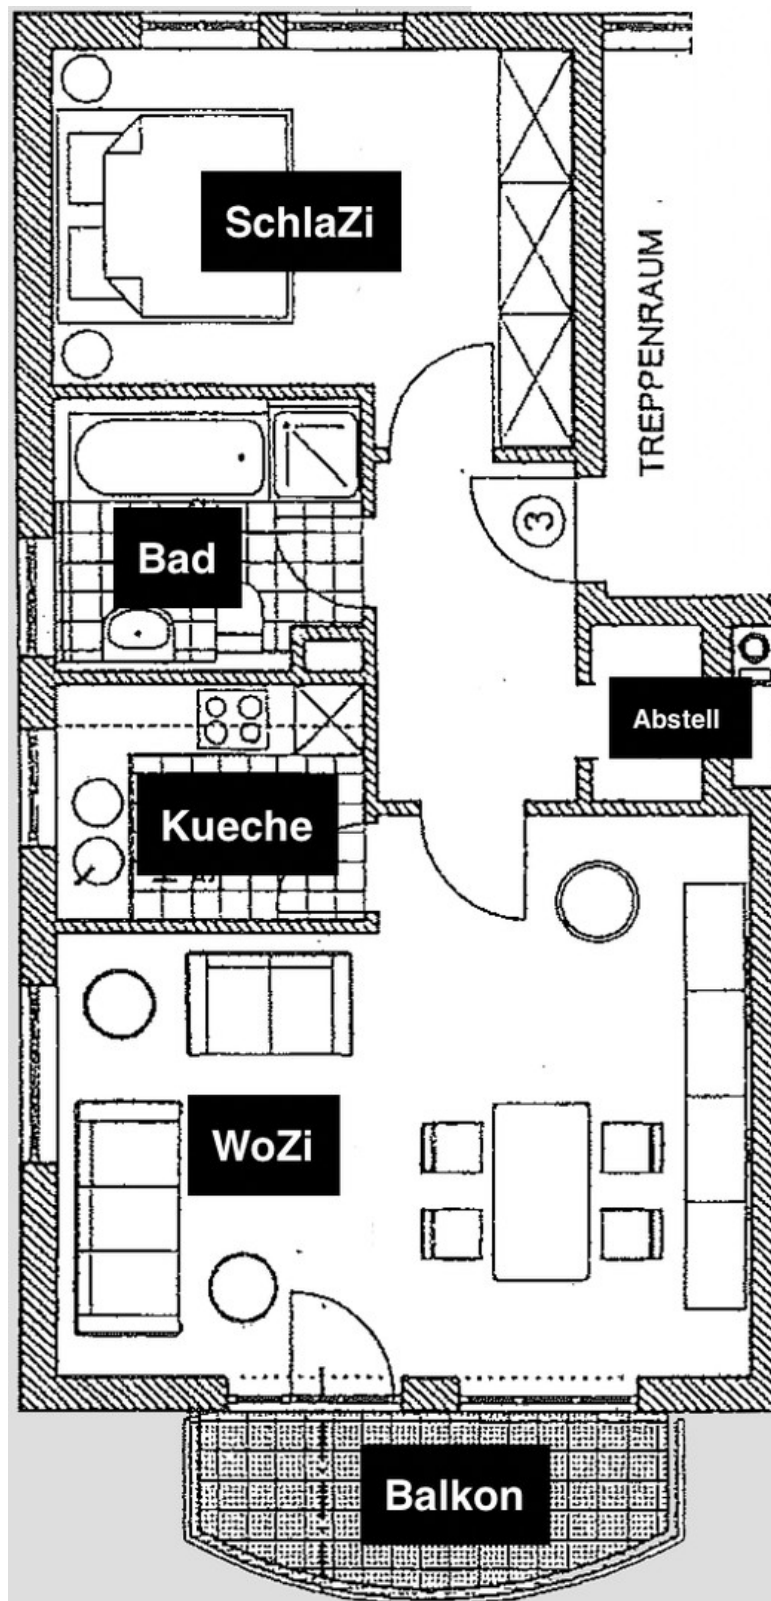 SchlaZi
TREPPENRAUM
3
Bad
Abstell
Kueche
WoZi
Balkon